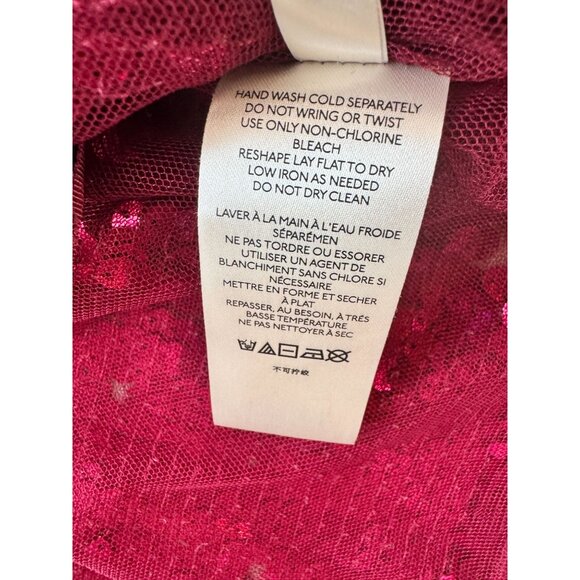 HAND WASH COLD SEPARATELY
DO NOT WRING OR TWIST
USE ONLY NON-CHLORINE
BLEACH
RESHAPE LAY FLAT TO DRY
LOW IRON AS NEEDED
DO NOT DRY CLEAN
LAVER À LA MAIN À L'EAU FROIDE
SÉPARÉMEN
NE PAS TORDRE OU ESSORER
UTILISER UN AGENT DE
BLANCHIMENT SANS CHLORE SI
NÉCESSAIRE
METTRE EN FORME ET SECHER
À PLAT
REPASSER, AU BESOIN, À TRÉS
BASSE TEMPÉRATURE
NE PAS NETTOYER À SEC
不可拧绞